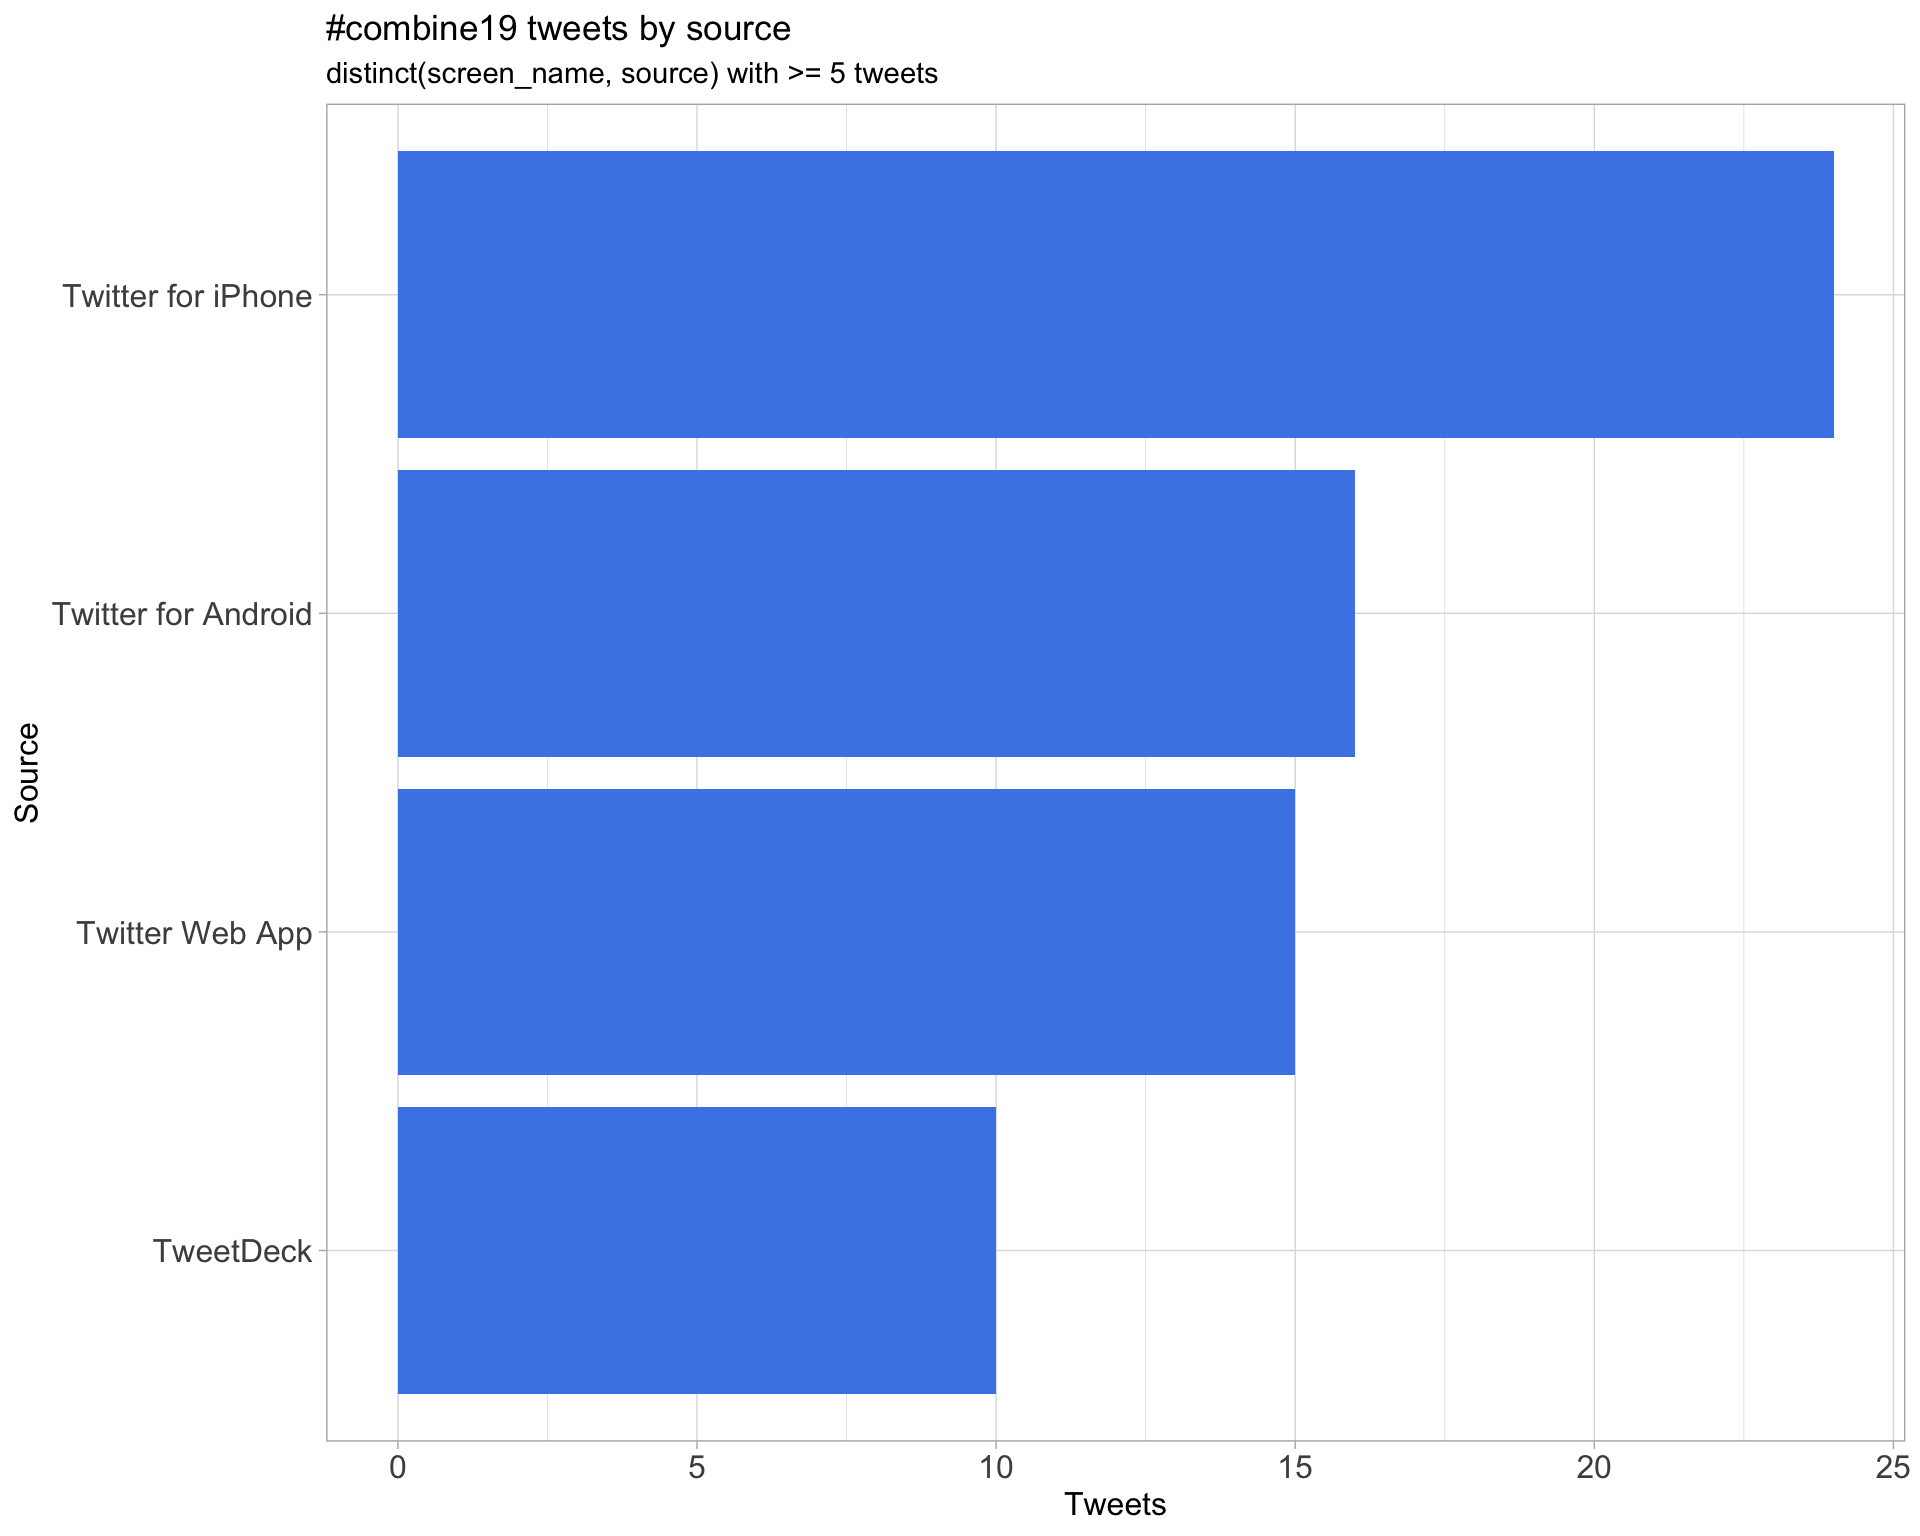 #combine19 tweets by source
distinct(screen_name, source) with >= 5 tweets
Source
Twitter for iPhone
Twitter for Android
Twitter Web App
TweetDeck
0 5 10 15 20 25
Tweets